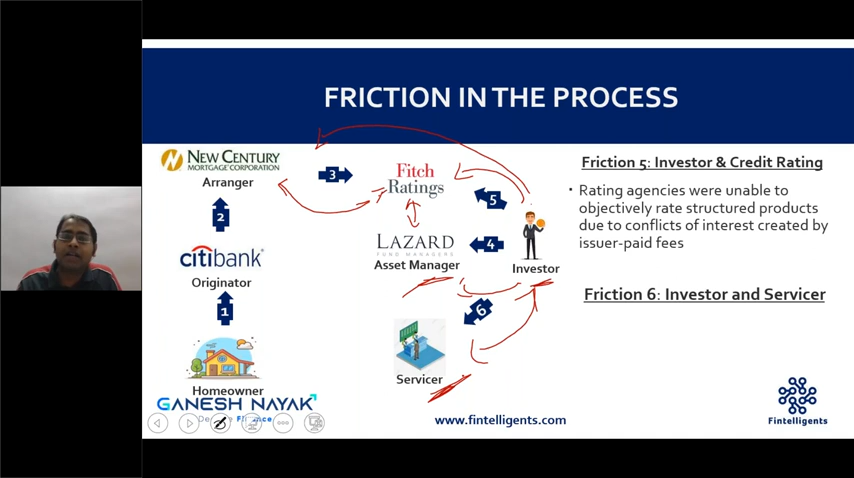 FRICTION IN THE PROCESS
NEW CENTURY
MORTGAGE CORPORATION
Arranger
3
Fitch
Ratings
5
2
citibank
Originator
LAZARD
FUND MANAGERS
Asset Manager
4
Investor
1
6
Homeowner
Servicer
Friction 5: Investor & Credit Rating
• Rating agencies were unable to
objectively rate structured products
due to conflicts of interest created by
issuer-paid fees
Friction 6: Investor and Servicer
GANESH NAYAK
www.fintelligents.com
Fintelligents